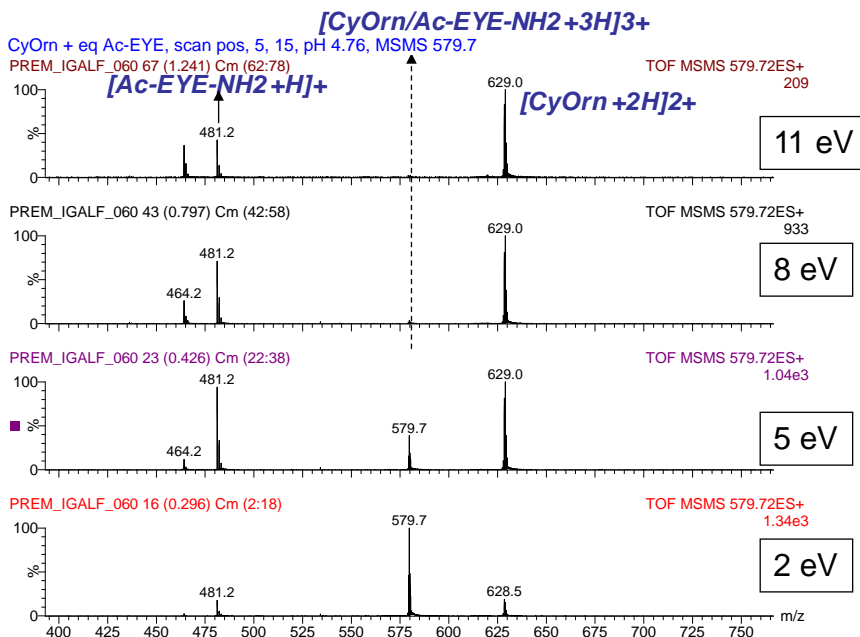 [CyOrn/Ac-EYE-NH2 +3H]3+
CyOrn + eq Ac-EYE, scan pos, 5, 15, pH 4.76, MSMS 579.7
PREM_IGALF_060 67 (1.241) Cm (62:78)
TOF MSMS 579.72ES+
209
[Ac-EYE-NH2 +H]+
[CyOrn +2H]2+
11 eV
100
%
0
481.2
629.0
PREM_IGALF_060 43 (0.797) Cm (42:58)
TOF MSMS 579.72ES+
933
8 eV
100
%
0
464.2
481.2
629.0
PREM_IGALF_060 23 (0.426) Cm (22:38)
TOF MSMS 579.72ES+
1.04e3
5 eV
100
%
0
464.2
481.2
579.7
629.0
PREM_IGALF_060 16 (0.296) Cm (2:18)
TOF MSMS 579.72ES+
1.34e3
2 eV
100
%
0
481.2
579.7
628.5
m/z
400 425 450 475 500 525 550 575 600 625 650 675 700 725 750